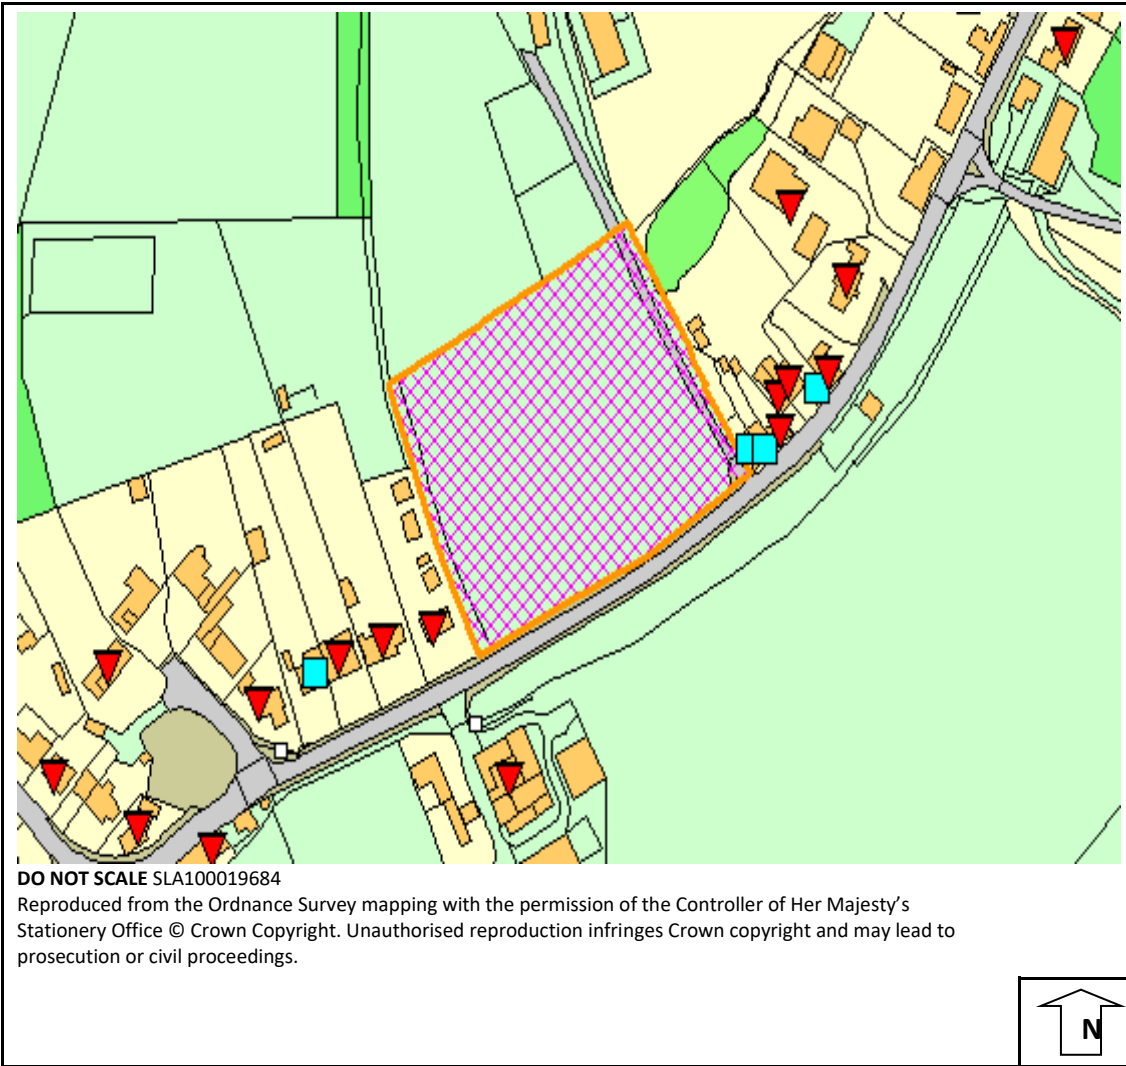 DO NOT SCALE SLA100019684
Reproduced from the Ordnance Survey mapping with the permission of the Controller of Her Majesty’s
Stationery Office © Crown Copyright. Unauthorised reproduction infringes Crown copyright and may lead to
prosecution or civil proceedings.
N